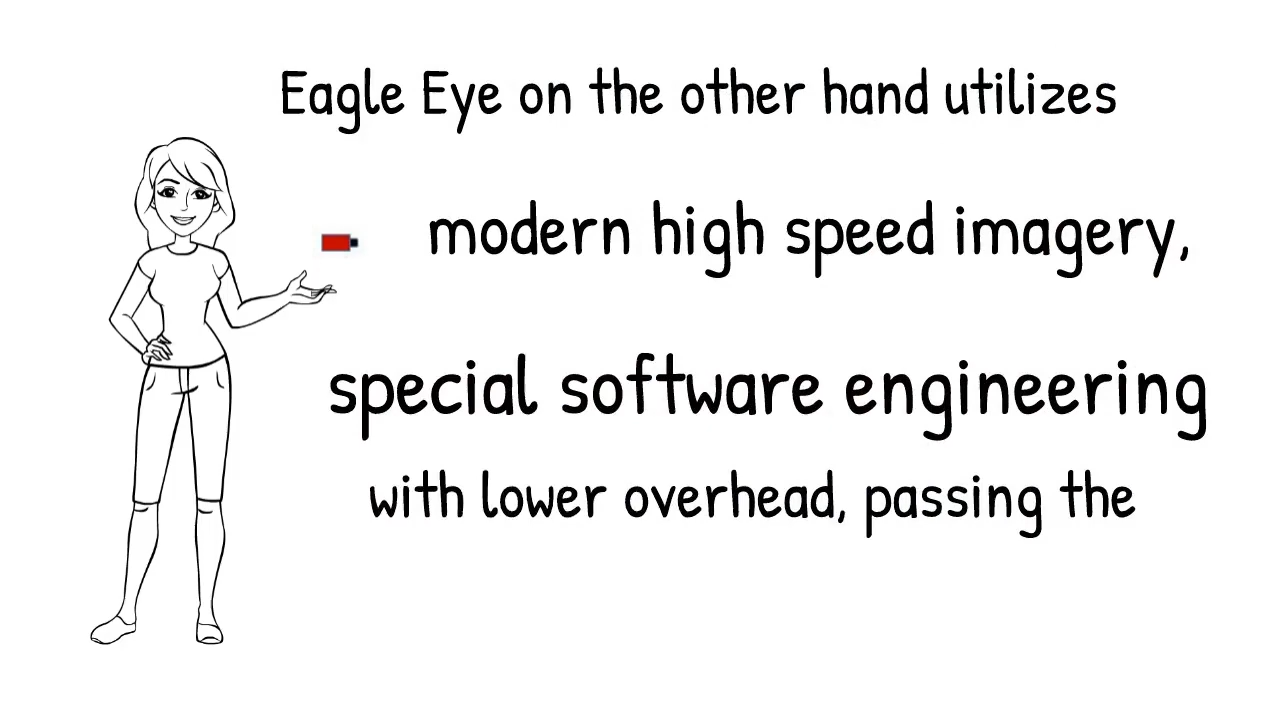 Eagle Eye on the other hand utilizes
modern high speed imagery,
special software engineering
with lower overhead, passing the